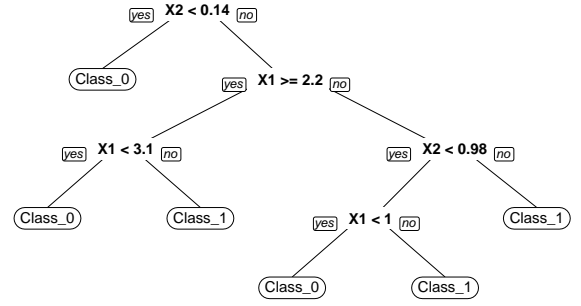 yes X2 < 0.14 no
Class_0
yes X1 >= 2.2 no
yes X1 < 3.1 no
yes X2 < 0.98 no
Class_0
Class_1
yes X1 < 1 no
Class_1
Class_0
Class_1